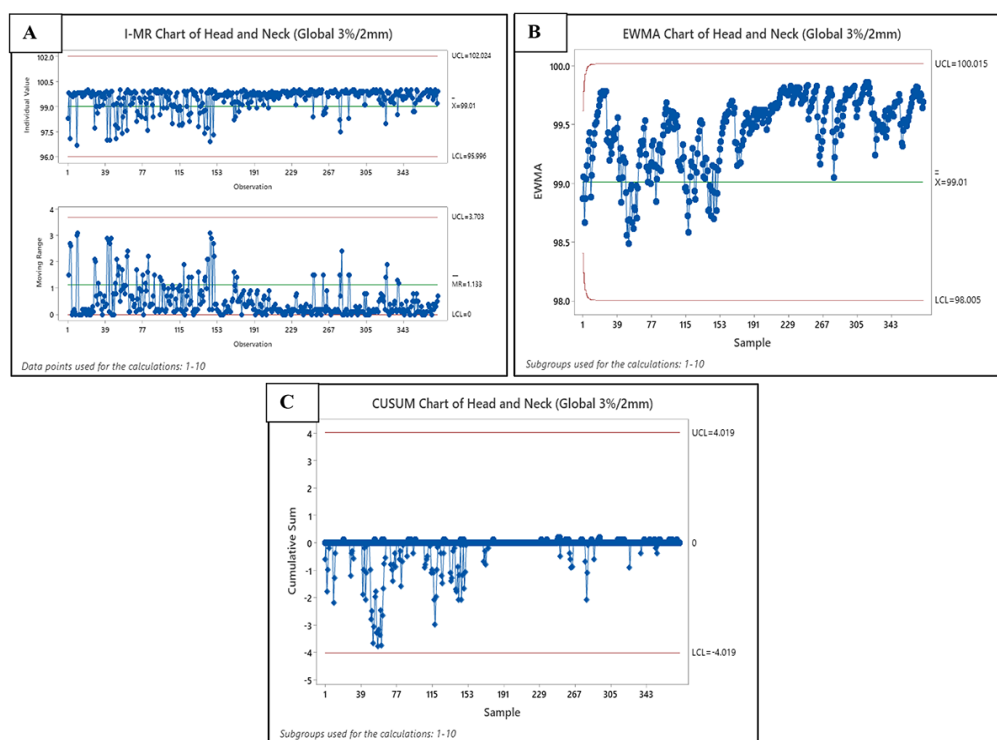 A
I-MR Chart of Head and Neck (Global 3%/2mm)
102.0
100.5
99.0
97.5
96.0
Individual Value
UCL=102.024
X=99.01
LCL=95.996
1 39 77 115 153 191 229 267 305 343
Observation
4
3
2
1
0
Moving Range
UCL=3.703
MR=1.133
LCL=0
1 39 77 115 153 191 229 267 305 343
Observation
Data points used for the calculations: 1-10
B
EWMA Chart of Head and Neck (Global 3%/2mm)
100.0
99.5
99.0
98.5
98.0
EWMA
UCL=100.015
X=99.01
LCL=98.005
1 39 77 115 153 191 229 267 305 343
Sample
Subgroups used for the calculations: 1-10
C
CUSUM Chart of Head and Neck (Global 3%/2mm)
4
3
2
1
0
-1
-2
-3
-4
-5
Cumulative Sum
UCL=4.019
0
LCL=-4.019
1 39 77 115 153 191 229 267 305 343
Sample
Subgroups used for the calculations: 1-10